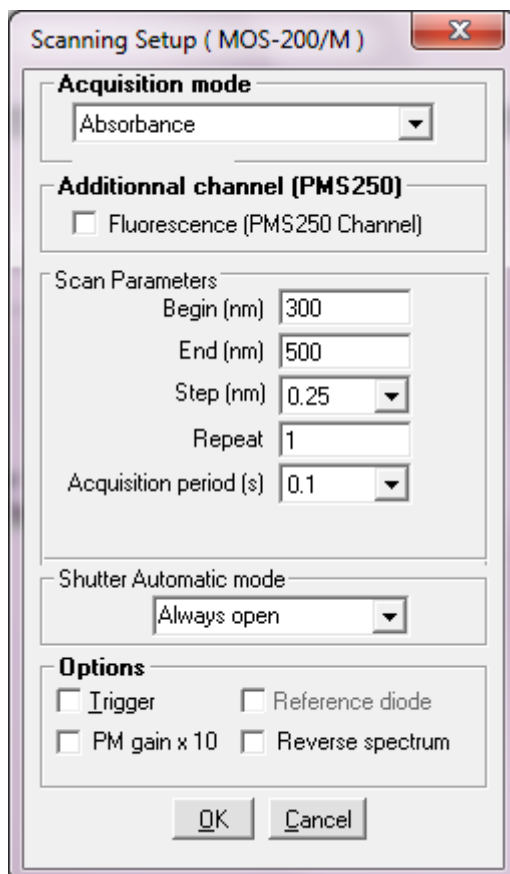 Scanning Setup ( MOS-200/M )
X
Acquisition mode
Absorbance
Additionnal channel (PMS250)
Fluorescence (PMS250 Channel)
Scan Parameters
Begin (nm) 300
End (nm) 500
Step (nm) 0.25
Repeat 1
Acquisition period (s) 0.1
Shutter Automatic mode
Always open
Options
Trigger Reference diode
PM gain x 10 Reverse spectrum
OK Cancel